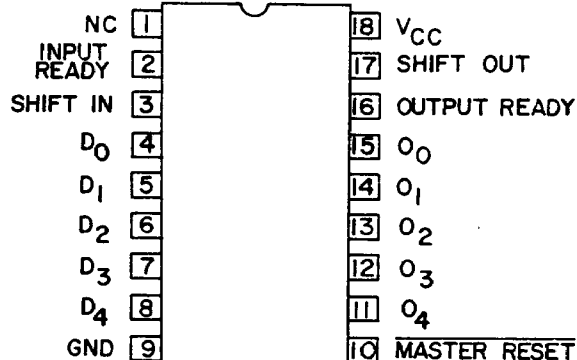 NC 1 18 VCC
INPUT READY 2 17 SHIFT OUT
SHIFT IN 3 16 OUTPUT READY
D0 4 15 O0
D1 5 14 O1
D2 6 13 O2
D3 7 12 O3
D4 8 11 O4
GND 9 10 MASTER RESET